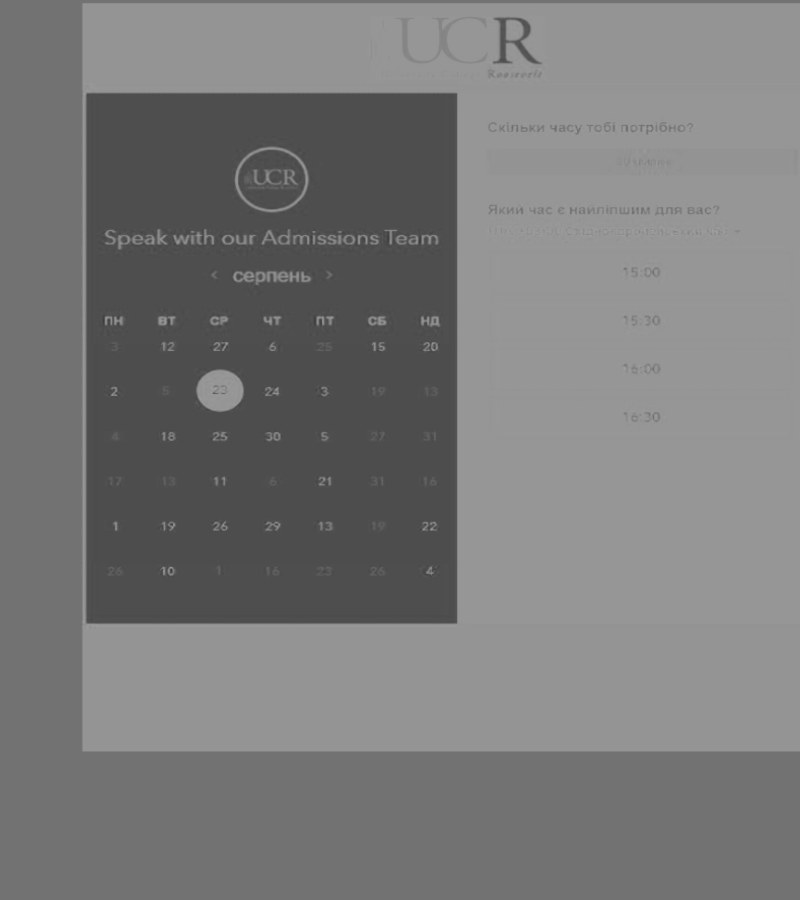 UCR
Roosevelt
UCR
Speak with our Admissions Team
‹ серпень ›
ПН ВТ СР ЧТ ПТ СБ НД
3 12 27 6 25 15 20
2 5 23 24 3 19 13
4 18 25 30 5 27 31
17 13 11 6 21 31 16
1 19 26 29 13 19 22
26 10 1 16 23 26 4
Скільки часу тобі потрібно?
Який час є найліпшим для вас?
15:00
15:30
16:00
16:30